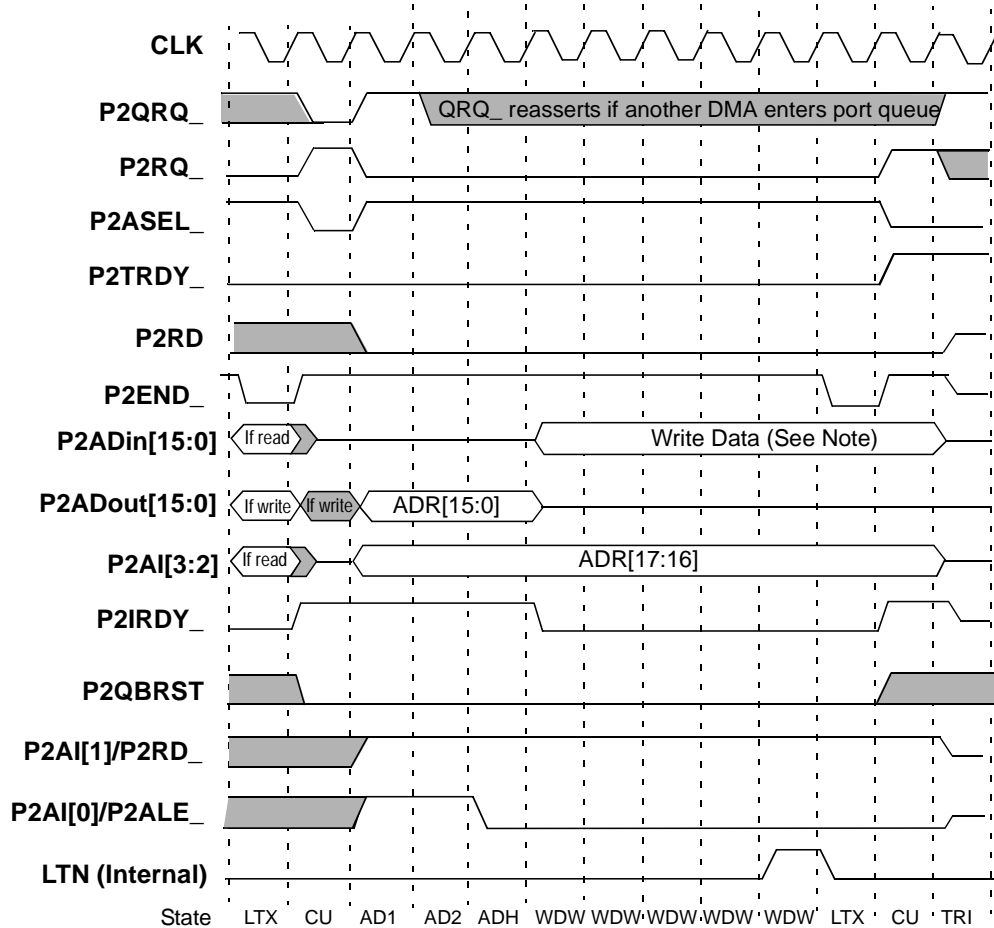 CLK
P2QRQ_ QRQ_ reasserts if another DMA enters port queue
P2RQ_
P2ASEL_
P2TRDY_
P2RD
P2END_
P2ADin[15:0] If read Write Data (See Note)
P2ADout[15:0] If write If write ADR[15:0]
P2AI[3:2] If read ADR[17:16]
P2IRDY_
P2QBRST
P2AI[1]/P2RD_
P2AI[0]/P2ALE_
LTN (Internal)
State LTX CU AD1 AD2 ADH WDW WDW WDW WDW WDW LTX CU TRI